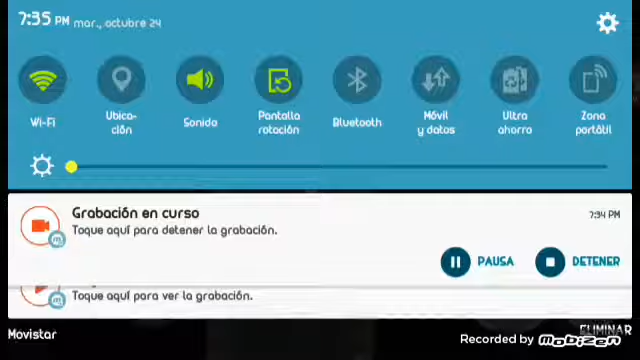 7:35 PM mar., octubre 24
Wi-Fi
Ubica-
ción
Sonido
Pantalla
rotación
Bluetooth
Móvil
y datos
Ultra
ahorro
Zona
portátil
Grabación en curso
7:34 PM
Toque aquí para detener la grabación.
PAUSA
DETENER
Toque aquí para ver la grabación.
Movistar
ELIMINAR
Recorded by Mobizen